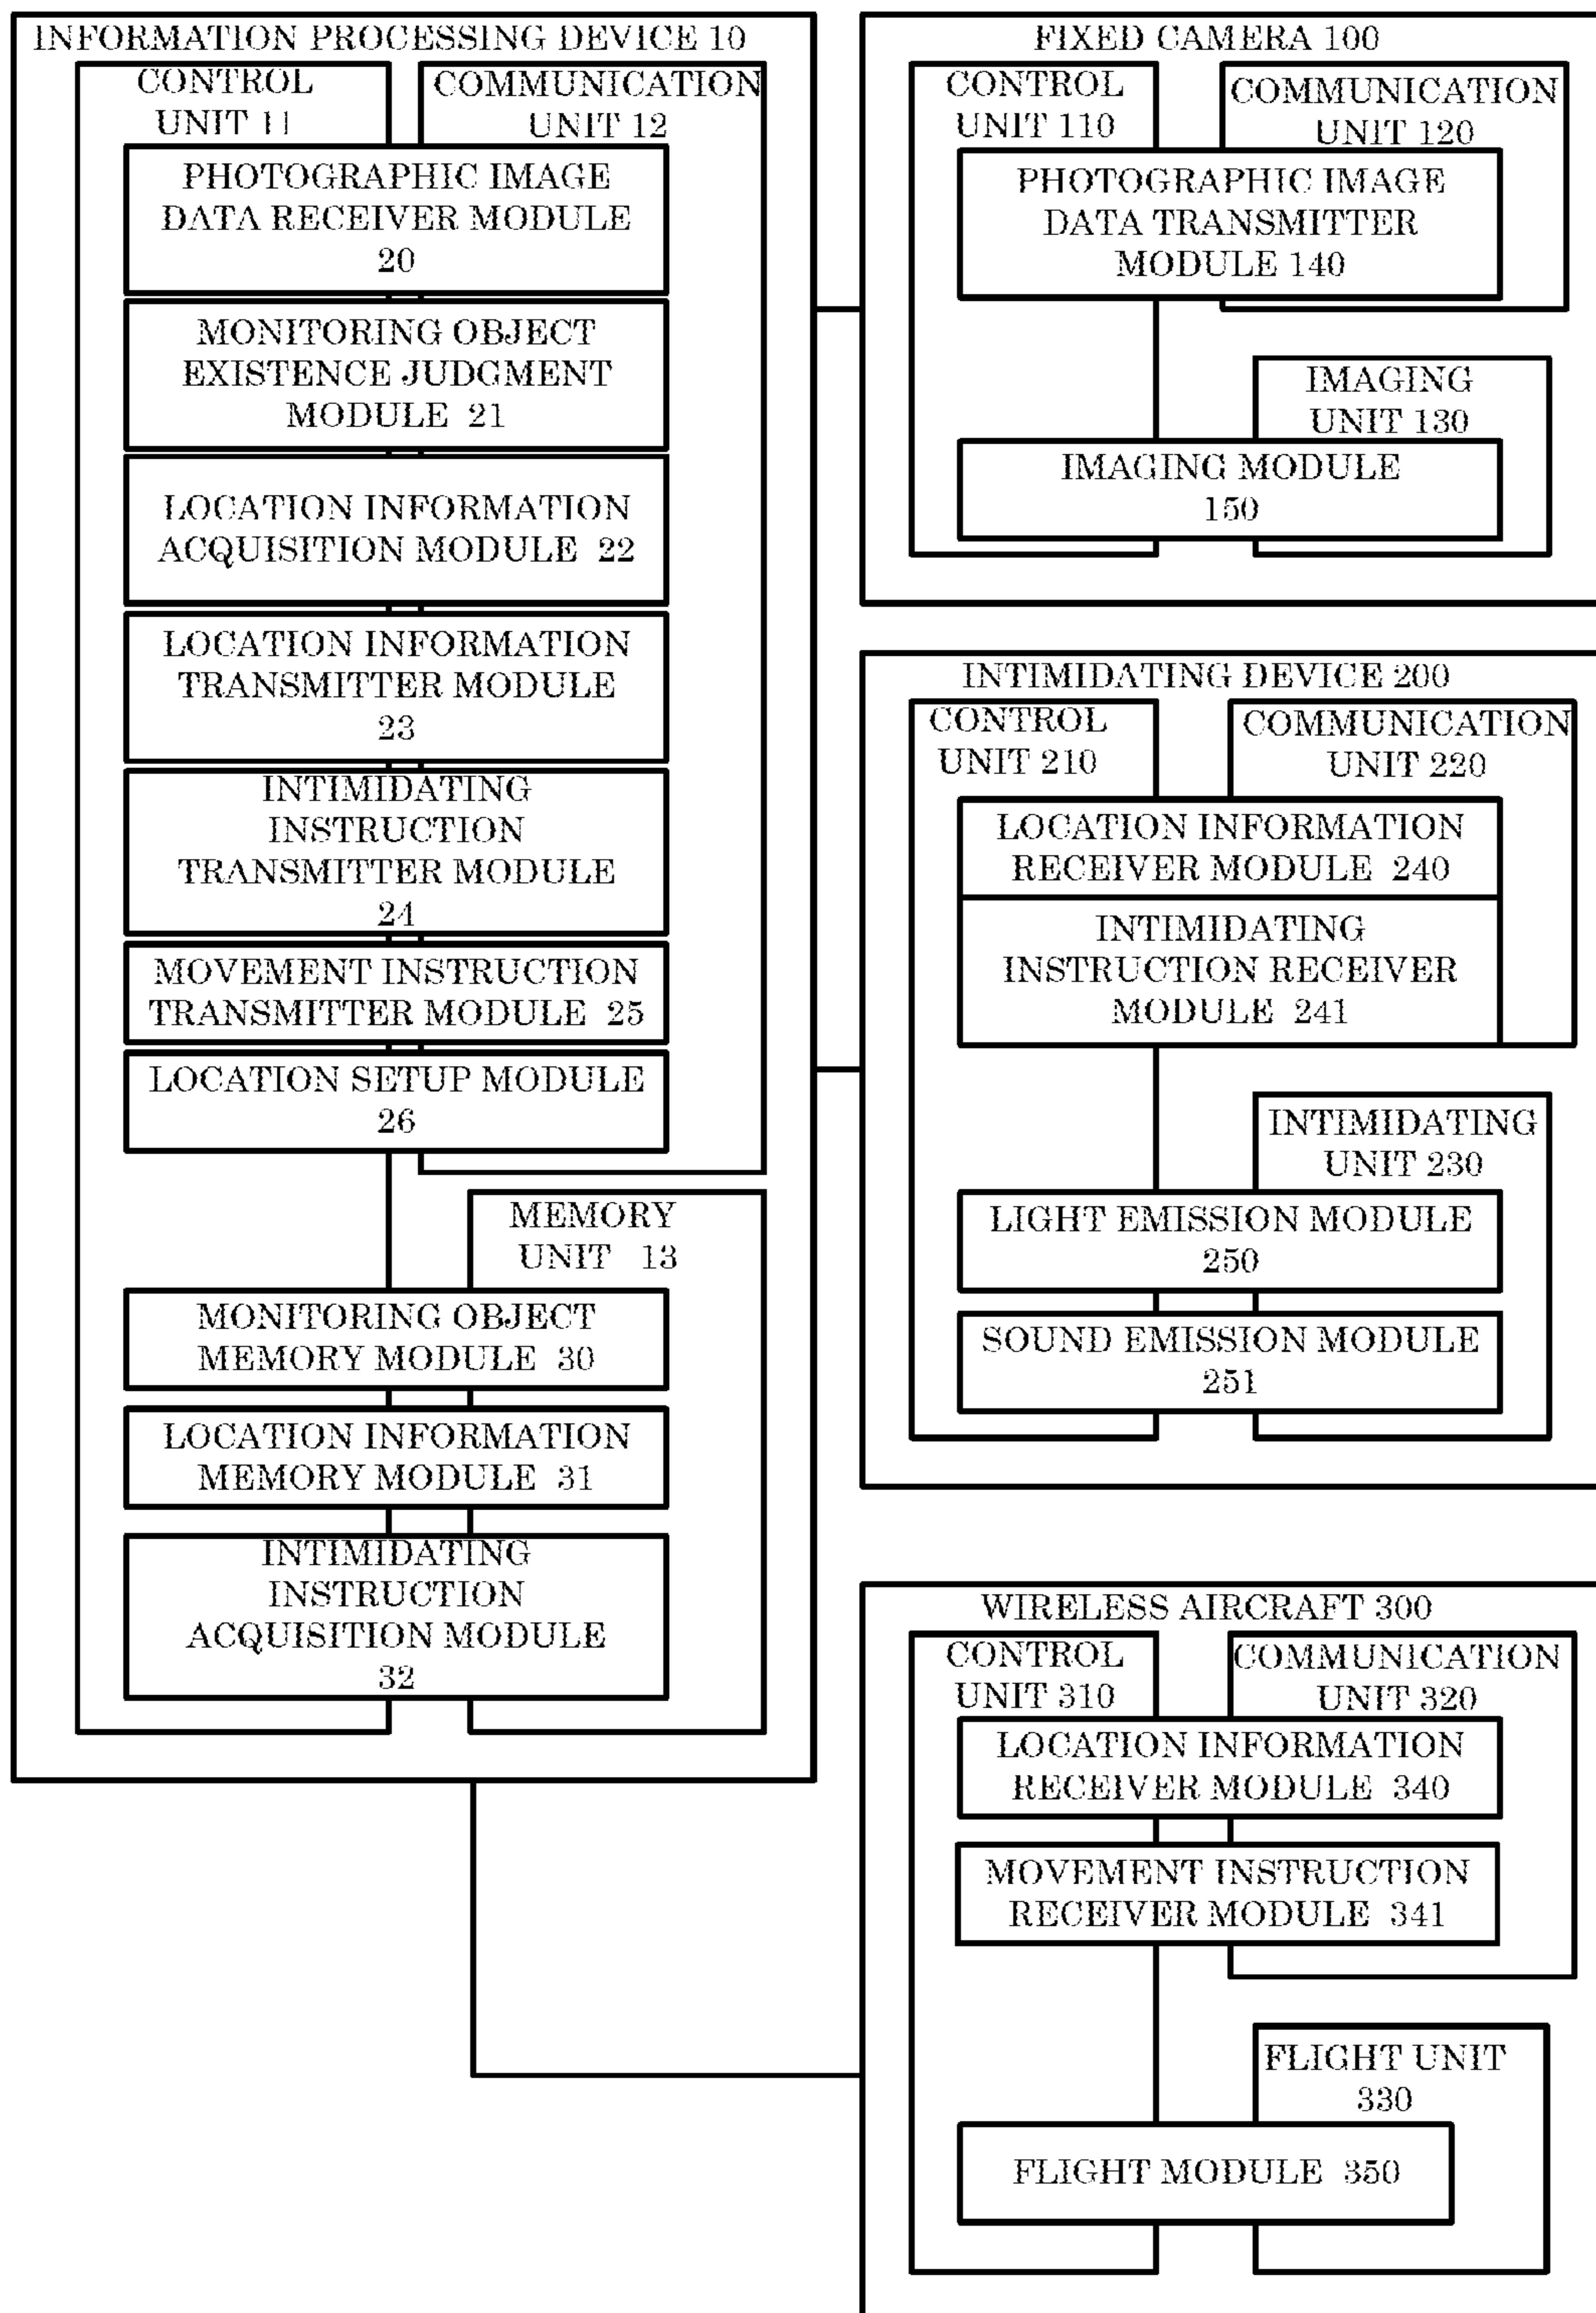 INFORMATION PROCESSING DEVICE 10
CONTROL
UNIT 11
COMMUNICATION
UNIT 12
PHOTOGRAPHIC IMAGE
DATA RECEIVER MODULE
20
MONITORING OBJECT
EXISTENCE JUDGMENT
MODULE 21
LOCATION INFORMATION
ACQUISITION MODULE 22
LOCATION INFORMATION
TRANSMITTER MODULE
23
INTIMIDATING
INSTRUCTION
TRANSMITTER MODULE
24
MOVEMENT INSTRUCTION
TRANSMITTER MODULE 25
LOCATION SETUP MODULE
26
MEMORY
UNIT 13
MONITORING OBJECT
MEMORY MODULE 30
LOCATION INFORMATION
MEMORY MODULE 31
INTIMIDATING
INSTRUCTION
ACQUISITION MODULE
32
FIXED CAMERA 100
CONTROL
UNIT 110
COMMUNICATION
UNIT 120
PHOTOGRAPHIC IMAGE
DATA TRANSMITTER
MODULE 140
IMAGING
UNIT 130
IMAGING MODULE
150
INTIMIDATING DEVICE 200
CONTROL
UNIT 210
COMMUNICATION
UNIT 220
LOCATION INFORMATION
RECEIVER MODULE 240
INTIMIDATING
INSTRUCTION RECEIVER
MODULE 241
INTIMIDATING
UNIT 230
LIGHT EMISSION MODULE
250
SOUND EMISSION MODULE
251
WIRELESS AIRCRAFT 300
CONTROL
UNIT 310
COMMUNICATION
UNIT 320
LOCATION INFORMATION
RECEIVER MODULE 340
MOVEMENT INSTRUCTION
RECEIVER MODULE 341
FLIGHT UNIT
330
FLIGHT MODULE 350